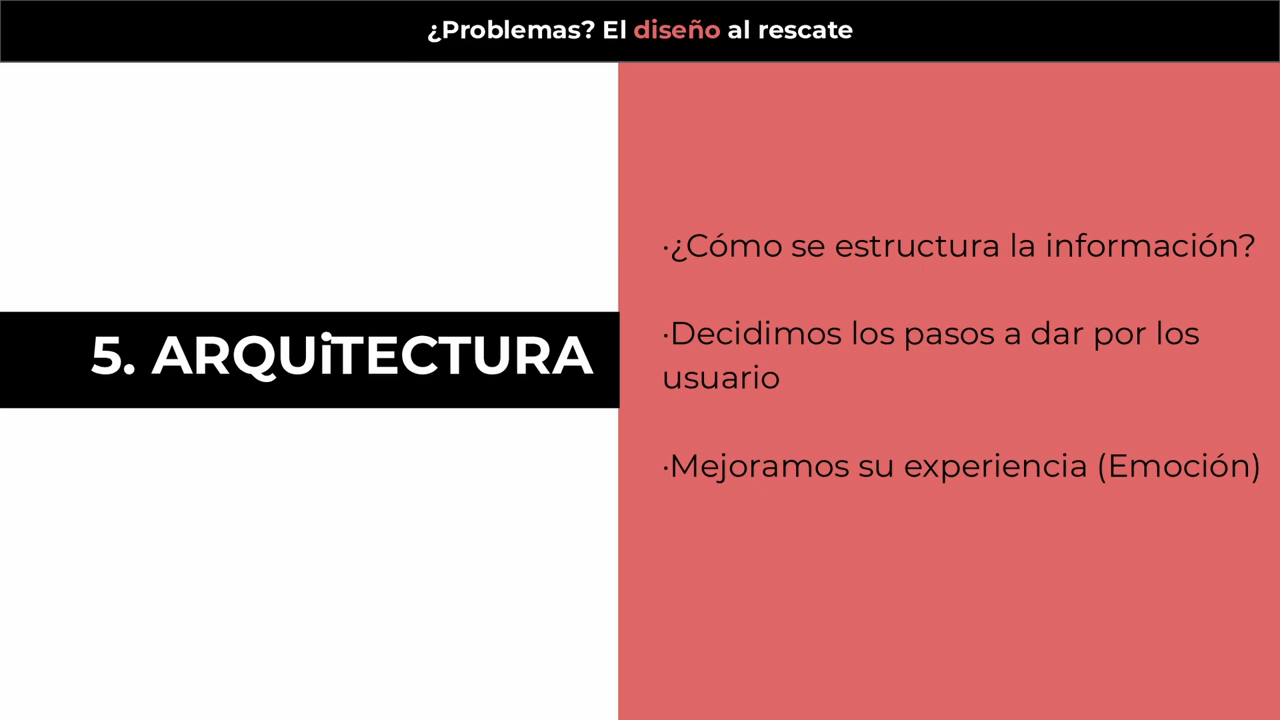 ¿Problemas? El diseño al rescate
5. ARQUiTECTURA
·¿Cómo se estructura la información?
·Decidimos los pasos a dar por los
usuario
·Mejoramos su experiencia (Emoción)